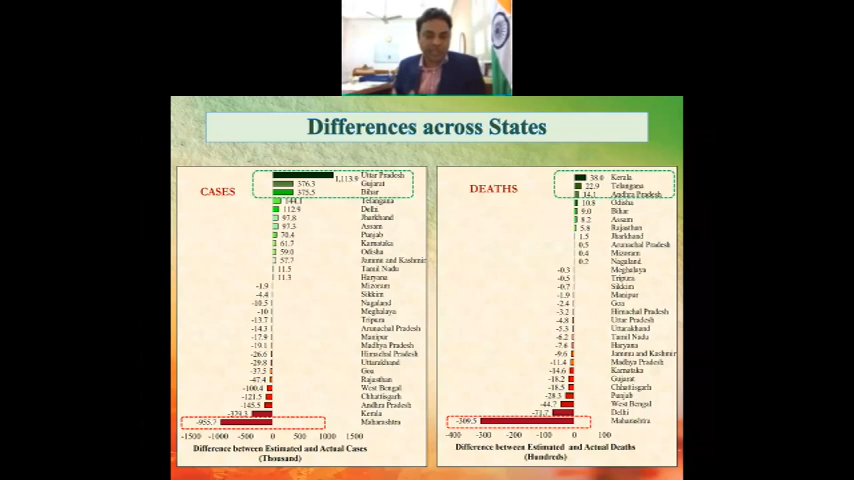 Differences across States
CASES
1,113.9 Uttar Pradesh
376.3 Gujarat
375.5 Bihar
144.1 Telangana
112.9 Delhi
97.8 Jharkhand
97.3 Assam
70.4 Punjab
61.7 Karnataka
59.0 Odisha
57.7 Jammu and Kashmir
11.5 Tamil Nadu
11.3 Haryana
-1.9 Mizoram
-4.4 Sikkim
-10.5 Nagaland
-10 Meghalaya
-13.7 Tripura
-14.3 Arunachal Pradesh
-17.9 Manipur
-19.1 Madhya Pradesh
-26.6 Himachal Pradesh
-29.8 Uttarakhand
-37.5 Goa
-47.4 Rajasthan
-100.4 West Bengal
-121.5 Chhattisgarh
-145.5 Andhra Pradesh
-329.3 Kerala
-955.7 Maharashtra
-1500 -1000 -500 0 500 1000 1500
Difference between Estimated and Actual Cases
(Thousand)
DEATHS
38.0 Kerala
22.9 Telangana
14.1 Andhra Pradesh
10.8 Odisha
9.0 Bihar
8.2 Assam
5.8 Rajasthan
1.5 Jharkhand
0.5 Arunachal Pradesh
0.4 Mizoram
0.2 Nagaland
-0.3 Meghalaya
-0.5 Tripura
-0.7 Sikkim
-1.9 Manipur
-2.4 Goa
-3.2 Himachal Pradesh
-4.8 Uttar Pradesh
-5.3 Uttarakhand
-6.2 Tamil Nadu
-7.6 Haryana
-9.6 Jammu and Kashmir
-11.4 Madhya Pradesh
-14.6 Karnataka
-18.2 Gujarat
-18.5 Chhattisgarh
-28.3 Punjab
-44.7 West Bengal
-71.7 Delhi
-309.5 Maharashtra
-400 -300 -200 -100 0 100
Difference between Estimated and Actual Deaths
(Hundreds)